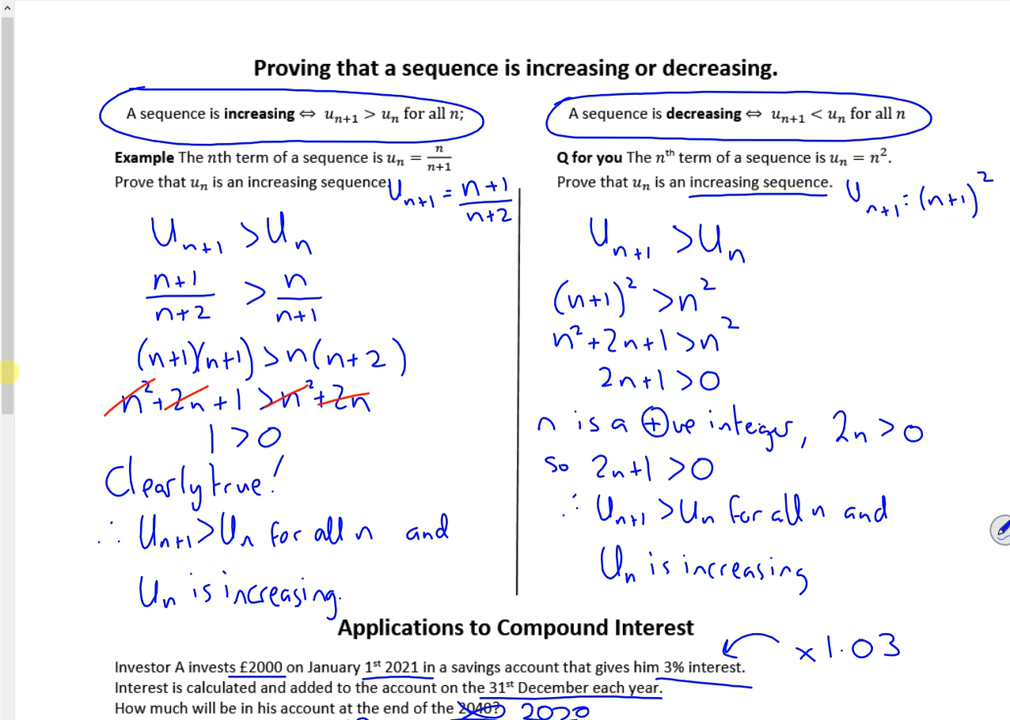 Proving that a sequence is increasing or decreasing.
A sequence is increasing ⇔ uₙ₊₁ > uₙ for all n;
Example The nth term of a sequence is uₙ = n/(n+1)
Prove that uₙ is an increasing sequence.
Uₙ₊₁ = (n+1)/(n+2)
Uₙ₊₁ > Uₙ
(n+1)/(n+2) > n/(n+1)
(n+1)(n+1) > n(n+2)
n²+2n+1 > n²+2n
1 > 0
Clearly true!
∴ Uₙ₊₁ > Uₙ for all n and
Uₙ is increasing.
A sequence is decreasing ⇔ uₙ₊₁ < uₙ for all n
Q for you The nᵗʰ term of a sequence is uₙ = n².
Prove that uₙ is an increasing sequence.
Uₙ₊₁ = (n+1)²
Uₙ₊₁ > Uₙ
(n+1)² > n²
n²+2n+1 > n²
2n+1 > 0
n is a ⊕ve integer, 2n > 0
so 2n+1 > 0
∴ Uₙ₊₁ > Uₙ for all n and
Uₙ is increasing
Applications to Compound Interest
×1.03
Investor A invests £2000 on January 1ˢᵗ 2021 in a savings account that gives him 3% interest.
Interest is calculated and added to the account on the 31ˢᵗ December each year.
How much will be in his account at the end of the 2040?